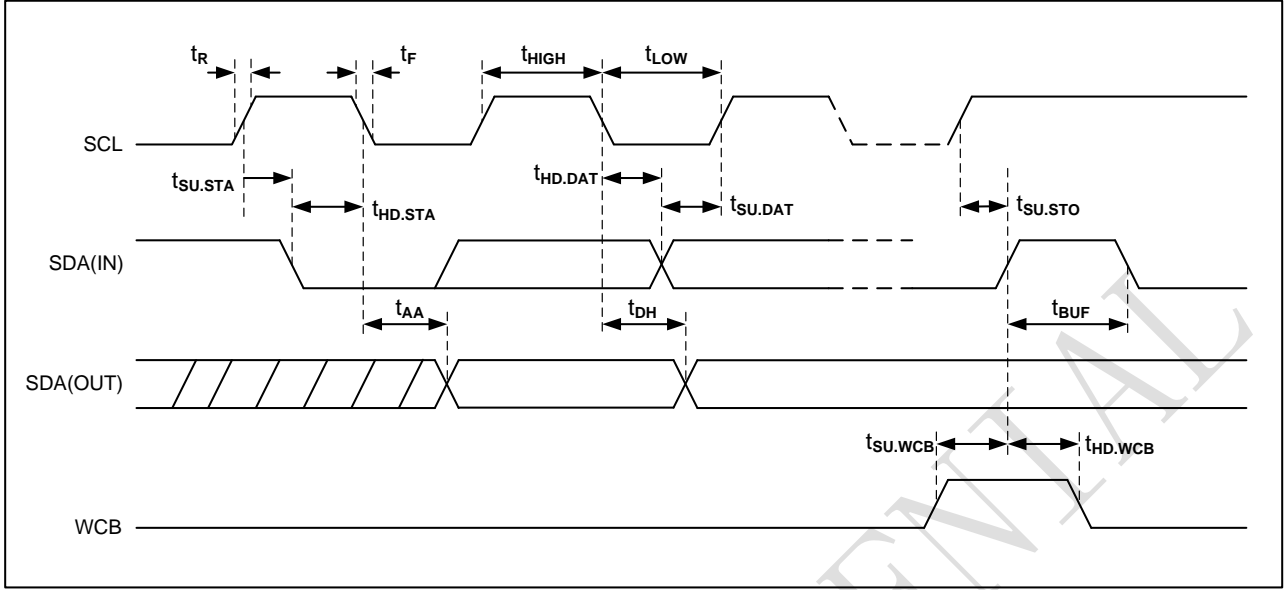 tR
tF
tHIGH
tLOW
SCL
tSU.STA
tHD.STA
tHD.DAT
tSU.DAT
tSU.STO
SDA(IN)
tAA
tDH
tBUF
SDA(OUT)
tSU.WCB
tHD.WCB
WCB
ENIAL